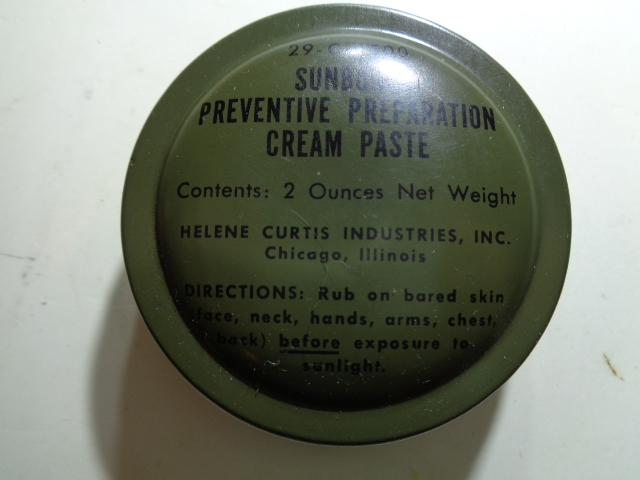 SUNBURN
PREVENTIVE PREPARATION
CREAM PASTE
Contents: 2 Ounces Net Weight
HELENE CURTIS INDUSTRIES, INC.
Chicago, Illinois
DIRECTIONS: Rub on bared skin
(face, neck, hands, arms, chest,
back) before exposure to
sunlight.